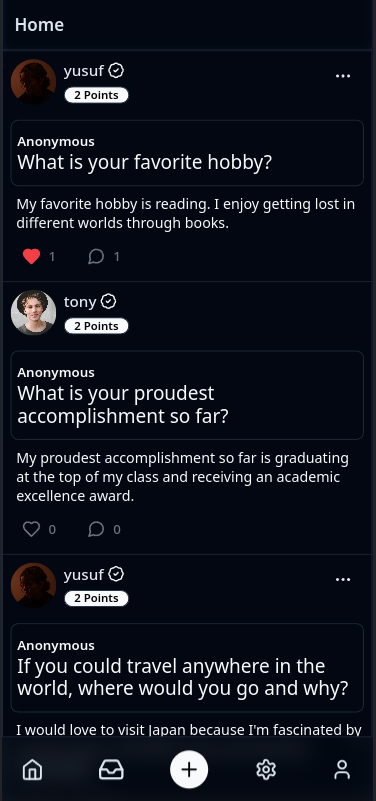 Home
yusuf
2 Points
Anonymous
What is your favorite hobby?
My favorite hobby is reading. I enjoy getting lost in
different worlds through books.
1 1
tony
2 Points
Anonymous
What is your proudest
accomplishment so far?
My proudest accomplishment so far is graduating
at the top of my class and receiving an academic
excellence award.
0 0
yusuf
2 Points
Anonymous
If you could travel anywhere in the
world, where would you go and why?
I would love to visit Japan because I'm fascinated by